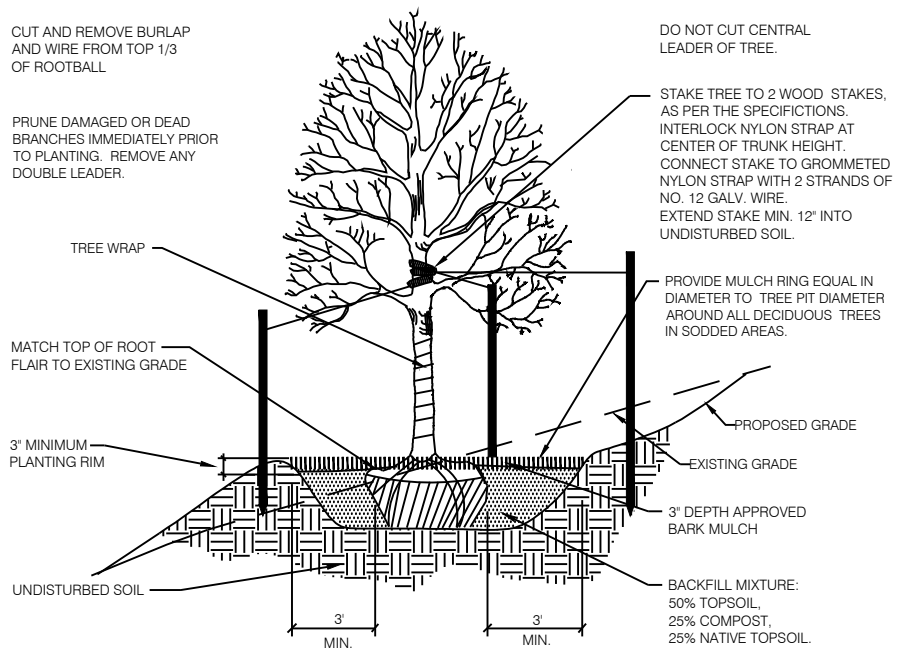 CUT AND REMOVE BURLAP
AND WIRE FROM TOP 1/3
OF ROOTBALL
PRUNE DAMAGED OR DEAD
BRANCHES IMMEDIATELY PRIOR
TO PLANTING. REMOVE ANY
DOUBLE LEADER.
TREE WRAP
MATCH TOP OF ROOT
FLAIR TO EXISTING GRADE
3" MINIMUM
PLANTING RIM
UNDISTURBED SOIL
3'
MIN.
3'
MIN.
DO NOT CUT CENTRAL
LEADER OF TREE.
STAKE TREE TO 2 WOOD STAKES,
AS PER THE SPECIFICTIONS.
INTERLOCK NYLON STRAP AT
CENTER OF TRUNK HEIGHT.
CONNECT STAKE TO GROMMETED
NYLON STRAP WITH 2 STRANDS OF
NO. 12 GALV. WIRE.
EXTEND STAKE MIN. 12" INTO
UNDISTURBED SOIL.
PROVIDE MULCH RING EQUAL IN
DIAMETER TO TREE PIT DIAMETER
AROUND ALL DECIDUOUS TREES
IN SODDED AREAS.
PROPOSED GRADE
EXISTING GRADE
3" DEPTH APPROVED
BARK MULCH
BACKFILL MIXTURE:
50% TOPSOIL,
25% COMPOST,
25% NATIVE TOPSOIL.